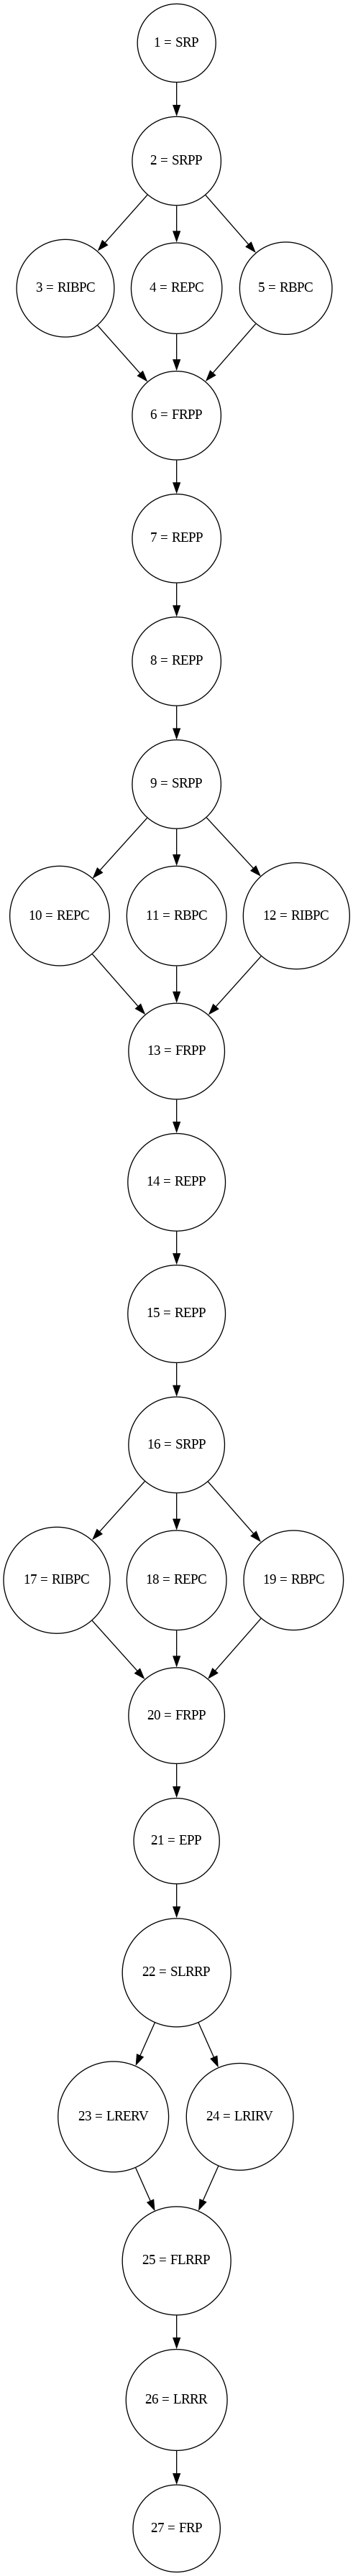 1 = SRP
2 = SRPP
3 = RIBPC
4 = REPC
5 = RBPC
6 = FRPP
7 = REPP
8 = REPP
9 = SRPP
10 = REPC
11 = RBPC
12 = RIBPC
13 = FRPP
14 = REPP
15 = REPP
16 = SRPP
17 = RIBPC
18 = REPC
19 = RBPC
20 = FRPP
21 = EPP
22 = SLRRP
23 = LRERV
24 = LRIRV
25 = FLRRP
26 = LRRR
27 = FRP